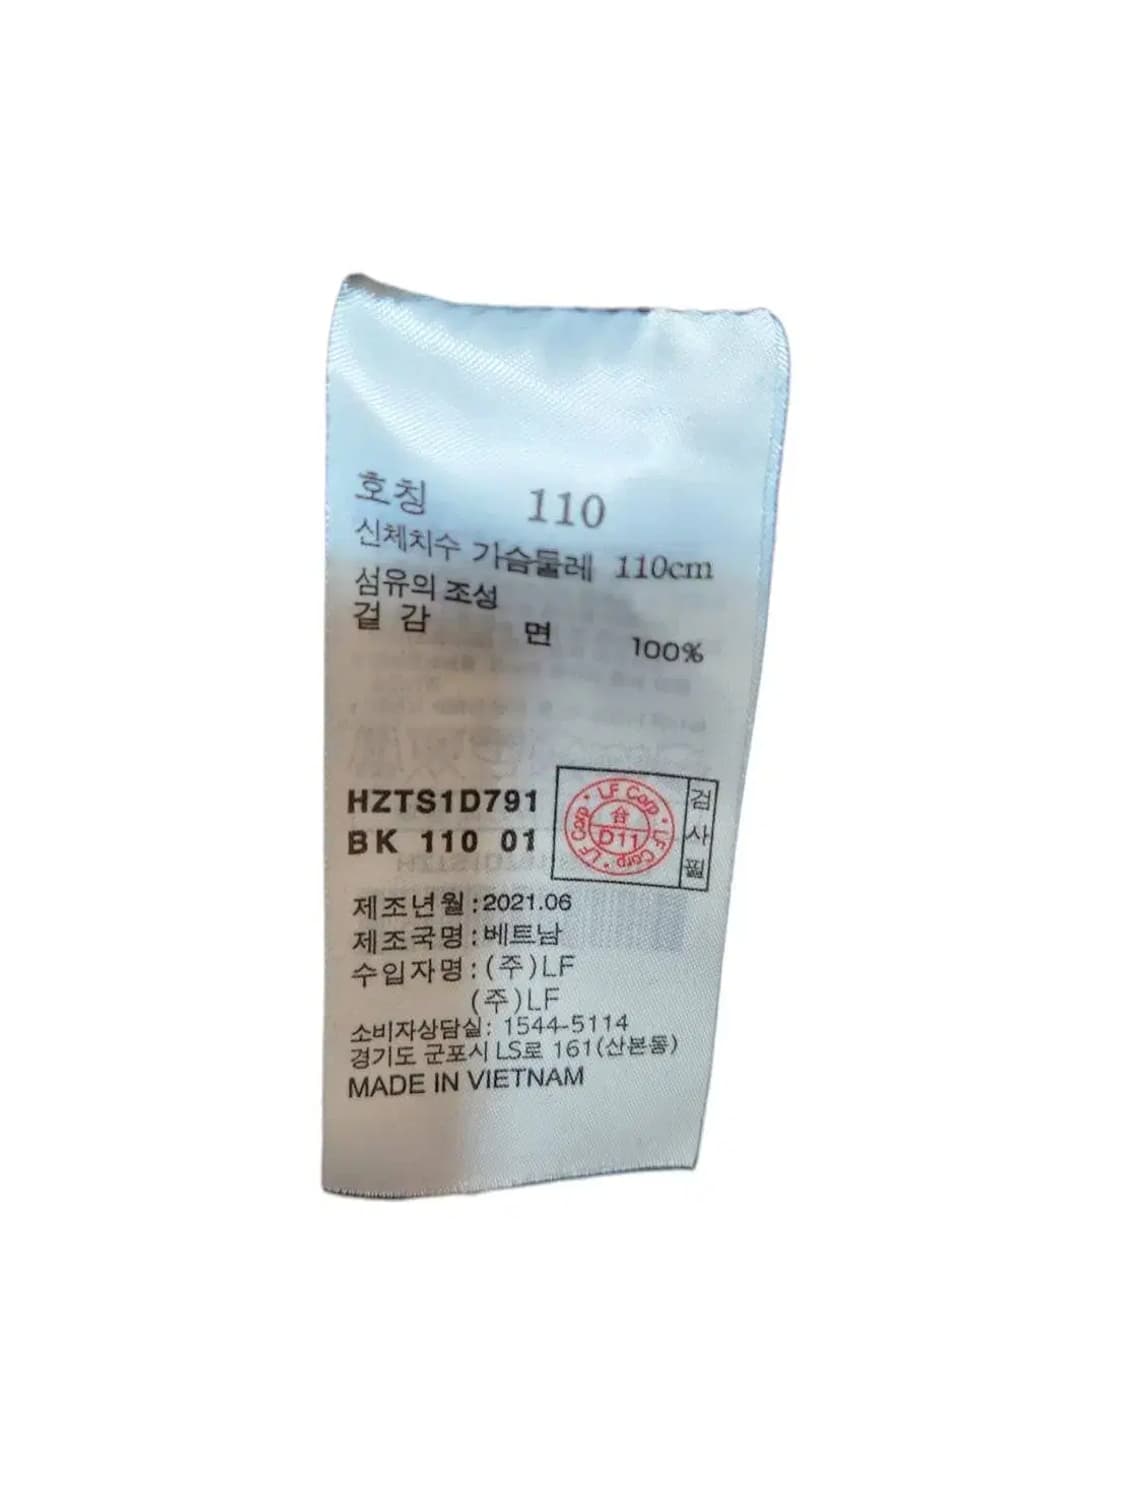 호칭 110
신체치수 가슴둘레 110cm
섬유의 조성
겉 감 면 100%
HZTS1D791
BK 110 01
LF Corp · LF Corp · LF Corp ·
合
D11
검사필
제조년월:2021.06
제조국명:베트남
수입자명:(주)LF
(주)LF
소비자상담실: 1544-5114
경기도 군포시 LS로 161(산본동)
MADE IN VIETNAM